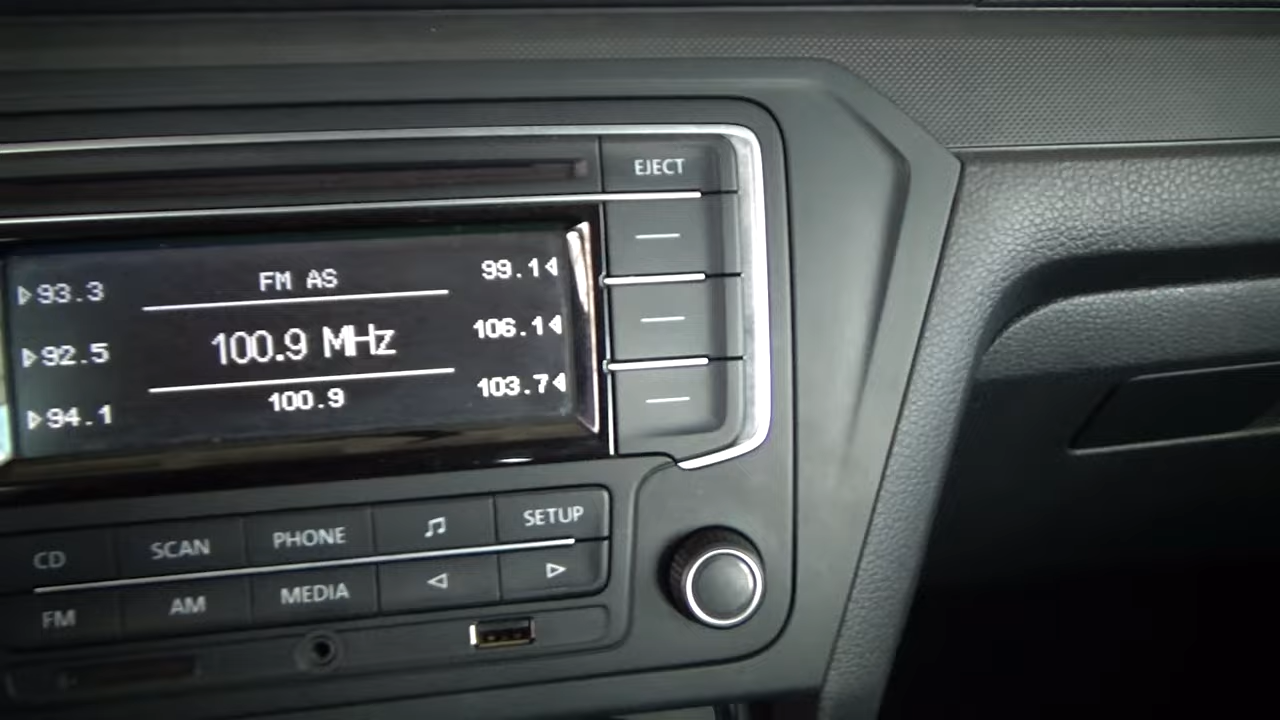 EJECT
FM AS
93.3
99.1
100.9 MHz
92.5
106.1
100.9
94.1
103.7
CD SCAN PHONE SETUP
FM AM MEDIA